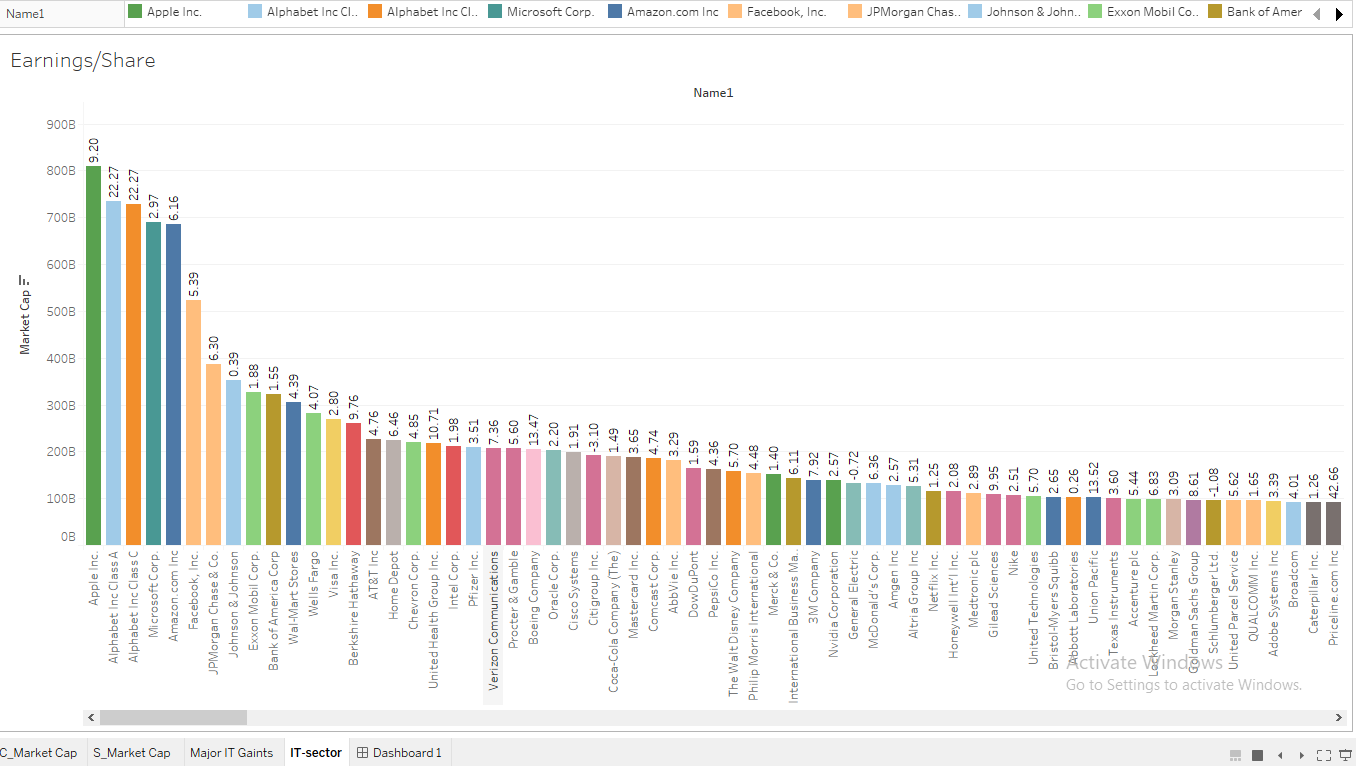 Name1
Apple Inc.
Alphabet Inc Cl..
Alphabet Inc Cl..
Microsoft Corp.
Amazon.com Inc
Facebook, Inc.
JPMorgan Chas..
Johnson & John..
Exxon Mobil Co..
Bank of Amer
Earnings/Share
Name1
900B
800B
700B
600B
500B
400B
300B
200B
100B
0B
Market Cap
9.20
22.27
22.27
2.97
6.16
5.39
6.30
0.39
1.88
1.55
4.39
4.07
2.80
9.76
4.76
6.46
4.85
10.71
1.98
3.51
7.36
5.60
13.47
2.20
1.91
-3.10
1.49
3.65
4.74
3.29
1.59
4.36
5.70
4.48
1.40
6.11
7.92
2.57
-0.72
6.36
2.57
5.31
1.25
2.08
2.89
9.95
2.51
5.70
2.65
0.26
13.52
3.60
5.44
6.83
3.09
8.61
-1.08
5.62
1.65
3.39
4.01
1.26
42.66
Apple Inc.
Alphabet Inc Class A
Alphabet Inc Class C
Microsoft Corp.
Amazon.com Inc
Facebook, Inc.
JPMorgan Chase & Co.
Johnson & Johnson
Exxon Mobil Corp.
Bank of America Corp
Wal-Mart Stores
Wells Fargo
Visa Inc.
Berkshire Hathaway
AT&T Inc
Home Depot
Chevron Corp.
United Health Group Inc.
Intel Corp.
Pfizer Inc.
Verizon Communications
Procter & Gamble
Boeing Company
Oracle Corp.
Cisco Systems
Citigroup Inc.
Coca-Cola Company (The)
Mastercard Inc.
Comcast Corp.
AbbVie Inc.
DowDuPont
PepsiCo Inc.
The Walt Disney Company
Philip Morris International
Merck & Co.
International Business Ma..
3M Company
Nvidia Corporation
General Electric
McDonald's Corp.
Amgen Inc
Altria Group Inc
Netflix Inc.
Honeywell Int'l Inc.
Medtronic plc
Gilead Sciences
Nike
United Technologies
Bristol-Myers Squibb
Abbott Laboratories
Union Pacific
Texas Instruments
Accenture plc
Lockheed Martin Corp.
Morgan Stanley
Goldman Sachs Group
Schlumberger Ltd.
United Parcel Service
QUALCOMM Inc.
Adobe Systems Inc
Broadcom
Caterpillar Inc.
Priceline.com Inc
Activate Windows
Go to Settings to activate Windows.
C_Market Cap
S_Market Cap
Major IT Gaints
IT-sector
Dashboard 1